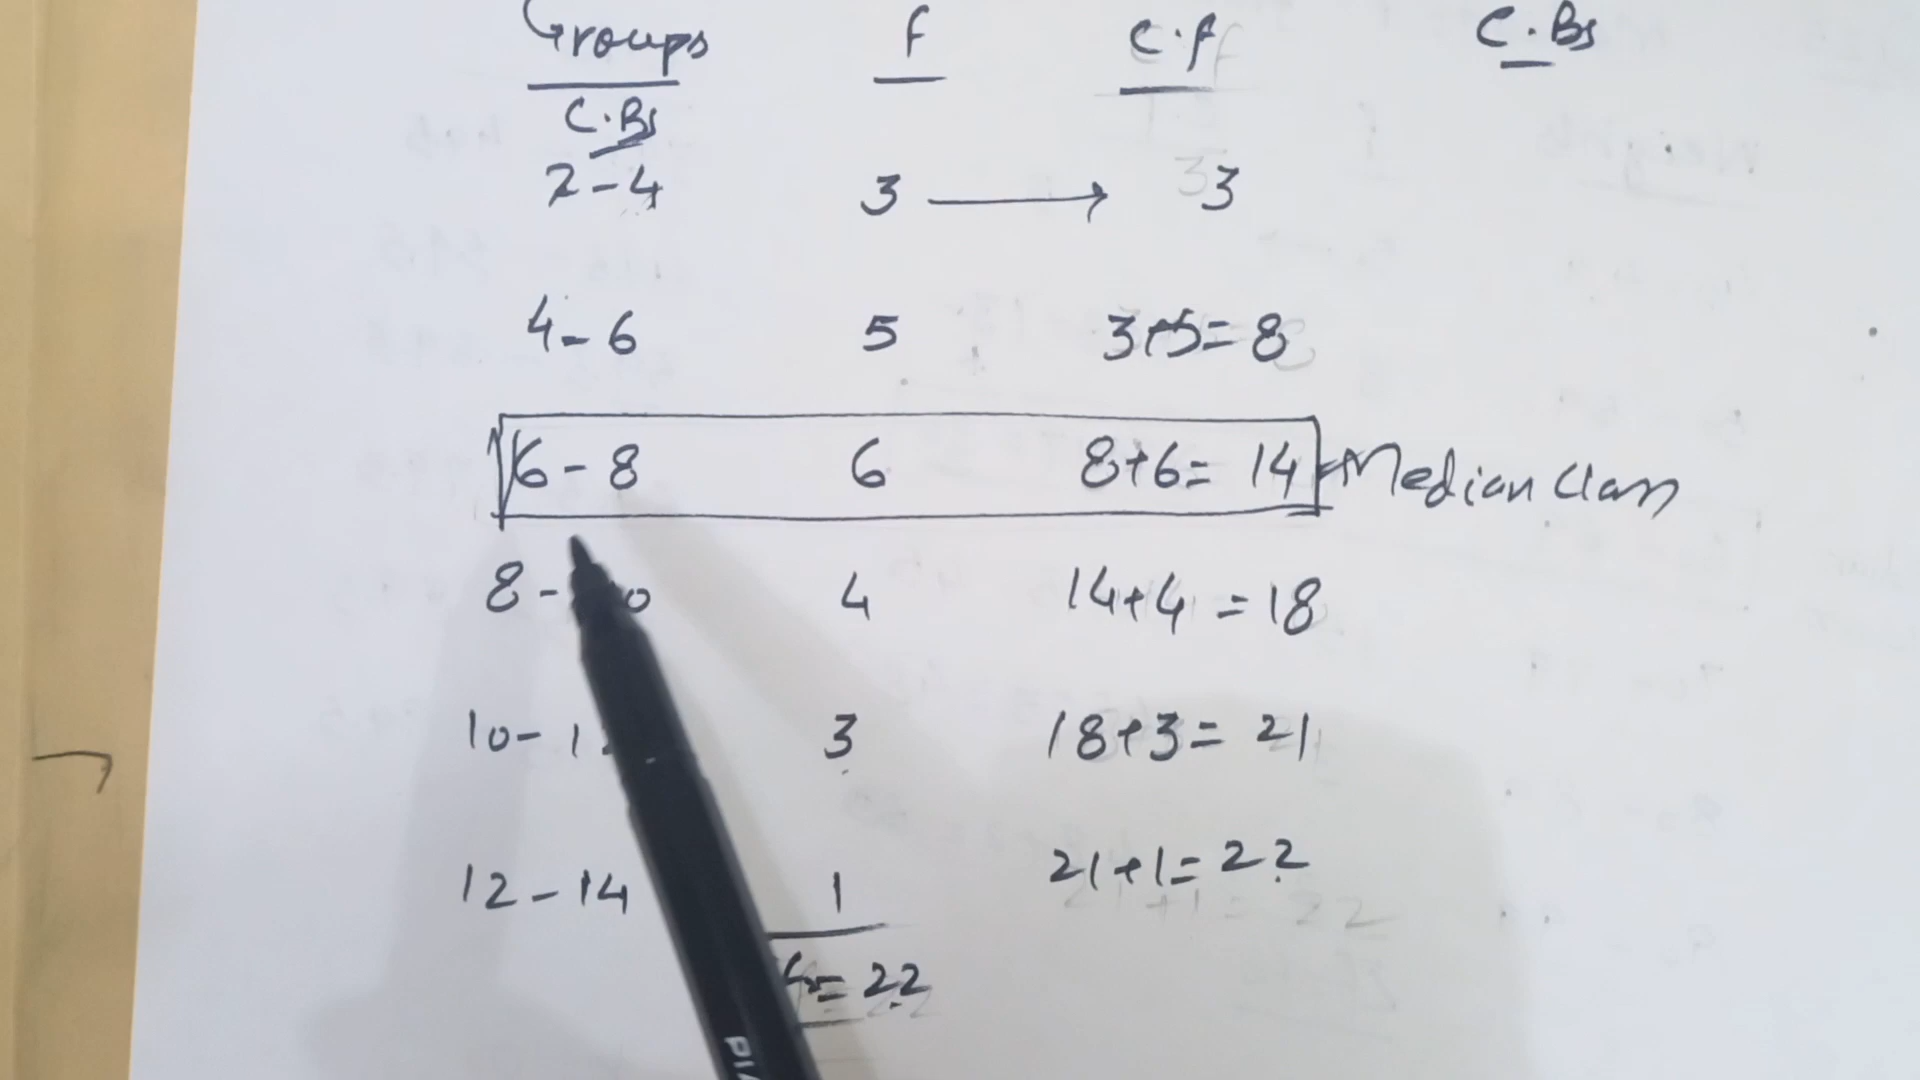 Groups f C.f C.Bs
C.Bs
2-4 3 → 3
4-6 5 3+5=8
6-8 6 8+6=14 Median Class
8- 4 14+4=18
10- 3 18+3=21
12-14 1 21+1=22
=22